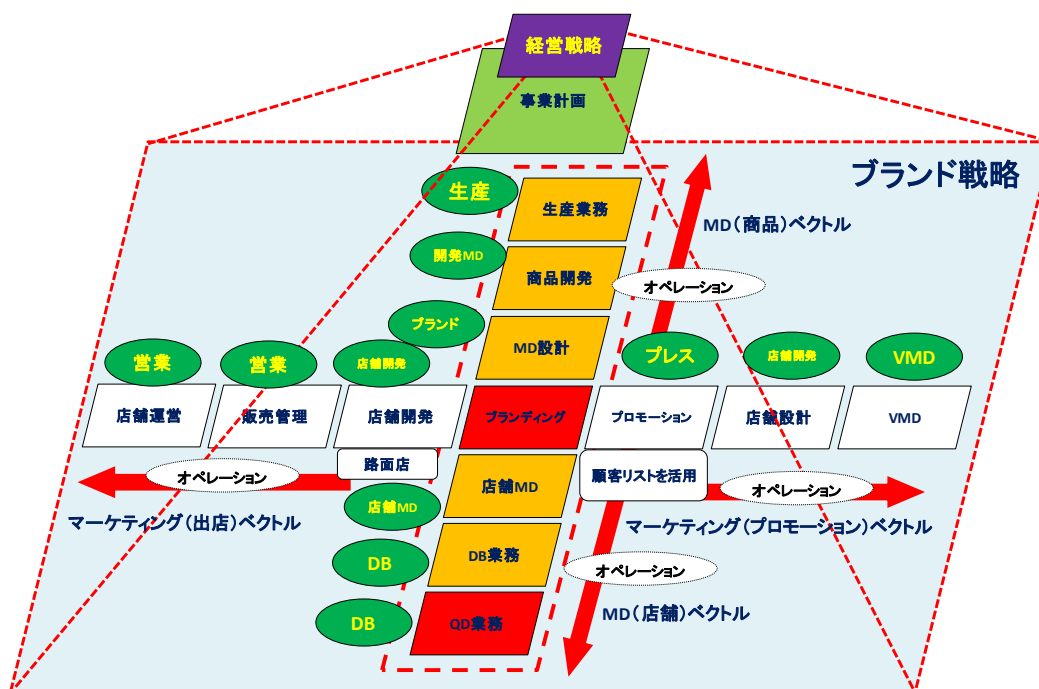 経営戦略
事業計画
ブランド戦略
生産
生産業務
MD（商品）ベクトル
開発MD
商品開発
オペレーション
ブランド
MD設計
営業
営業
店舗開発
プレス
店舗開発
VMD
店舗運営
販売管理
店舗開発
ブランディング
プロモーション
店舗設計
VMD
路面店
オペレーション
店舗MD
顧客リストを活用
オペレーション
店舗MD
マーケティング（出店）ベクトル
マーケティング（プロモーション）ベクトル
DB
DB業務
オペレーション
MD（店舗）ベクトル
DB
QD業務